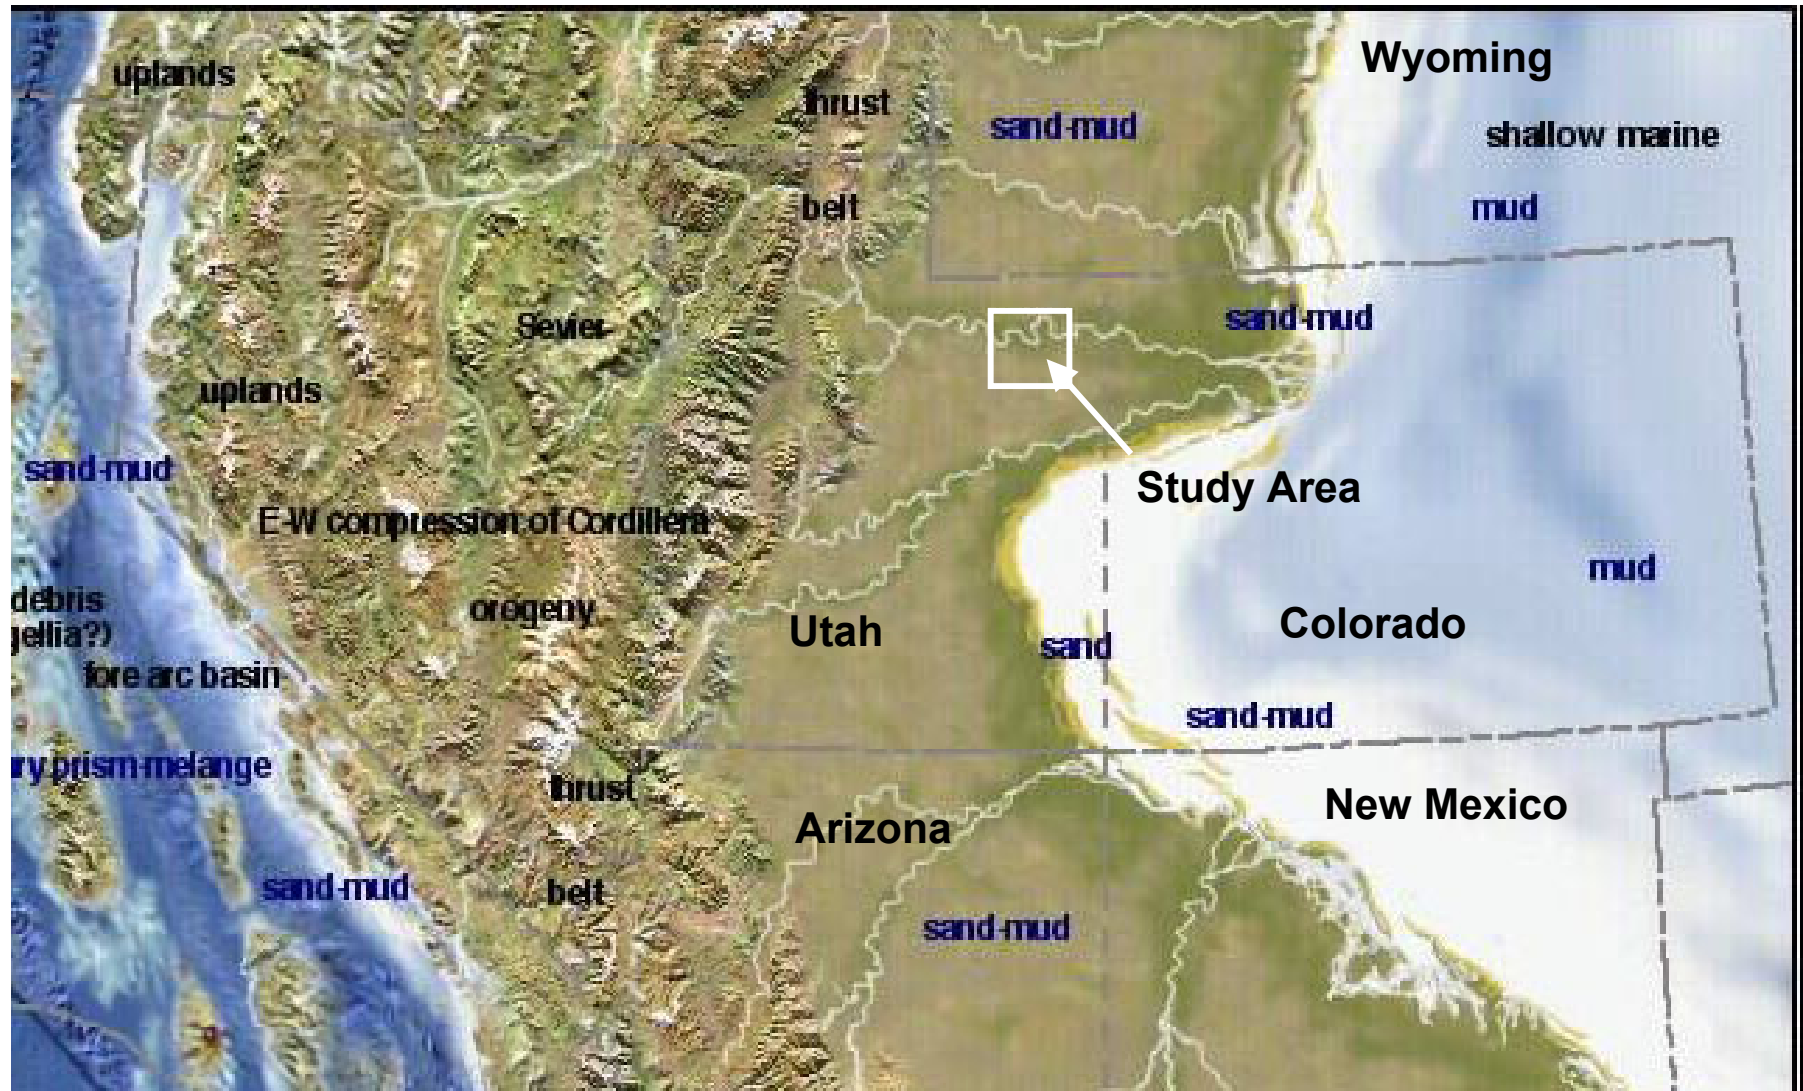 Wyoming
uplands
thrust
sand-mud
shallow marine
belt
mud
sand-mud
Sevier
uplands
sand-mud
Study Area
E-W compression of Cordillera
mud
debris
gellia?)
orogeny
Utah
Colorado
sand
fore arc basin
sand-mud
ry prism-melange
thrust
New Mexico
Arizona
sand-mud
belt
sand-mud